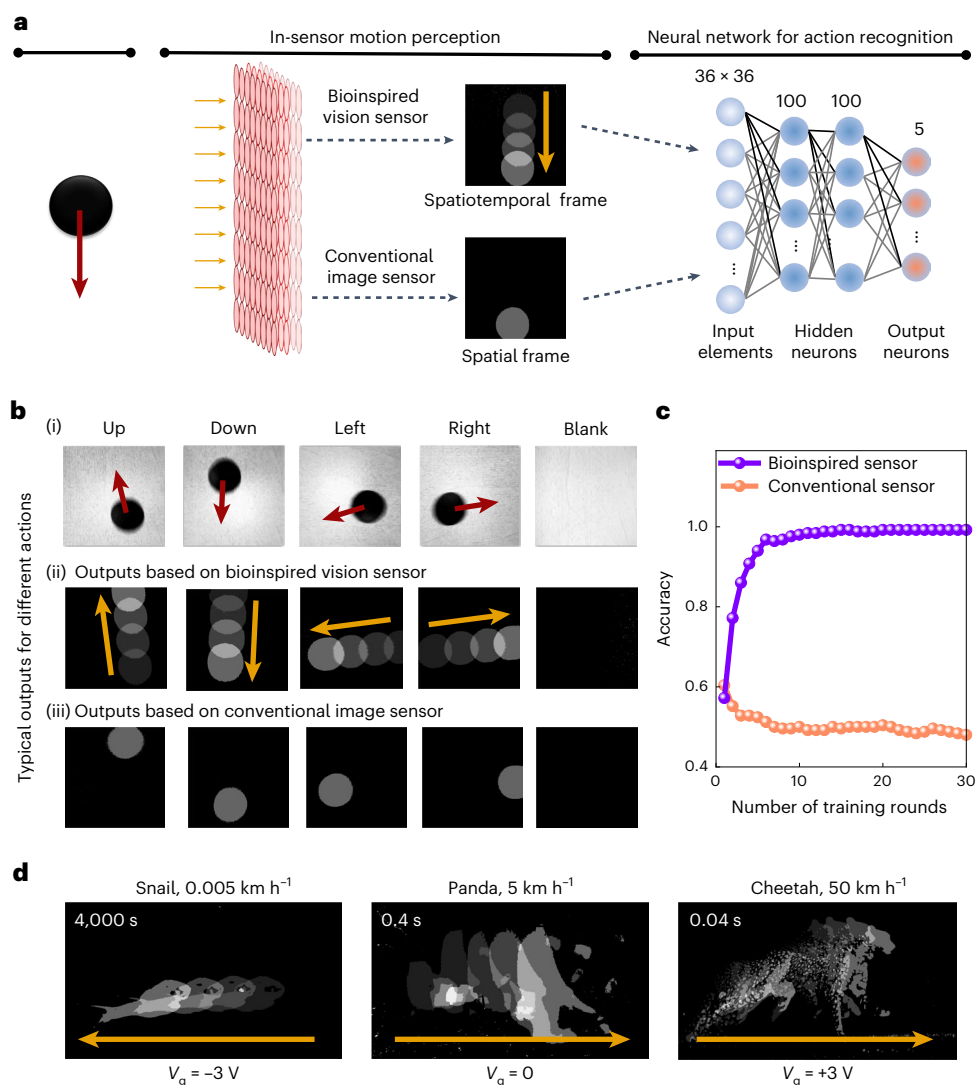 a
In-sensor motion perception
Neural network for action recognition
Bioinspired
vision sensor
Spatiotemporal frame
Conventional
image sensor
Spatial frame
36 × 36
100
100
5
Input
elements
Hidden
neurons
Output
neurons
b
Typical outputs for different actions
(i)
Up
Down
Left
Right
Blank
(ii) Outputs based on bioinspired vision sensor
(iii) Outputs based on conventional image sensor
c
Bioinspired sensor
Conventional sensor
Accuracy
1.0
0.8
0.6
0.4
0
10
20
30
Number of training rounds
d
Snail, 0.005 km h⁻¹
4,000 s
Vg = −3 V
Panda, 5 km h⁻¹
0.4 s
Vg = 0
Cheetah, 50 km h⁻¹
0.04 s
Vg = +3 V